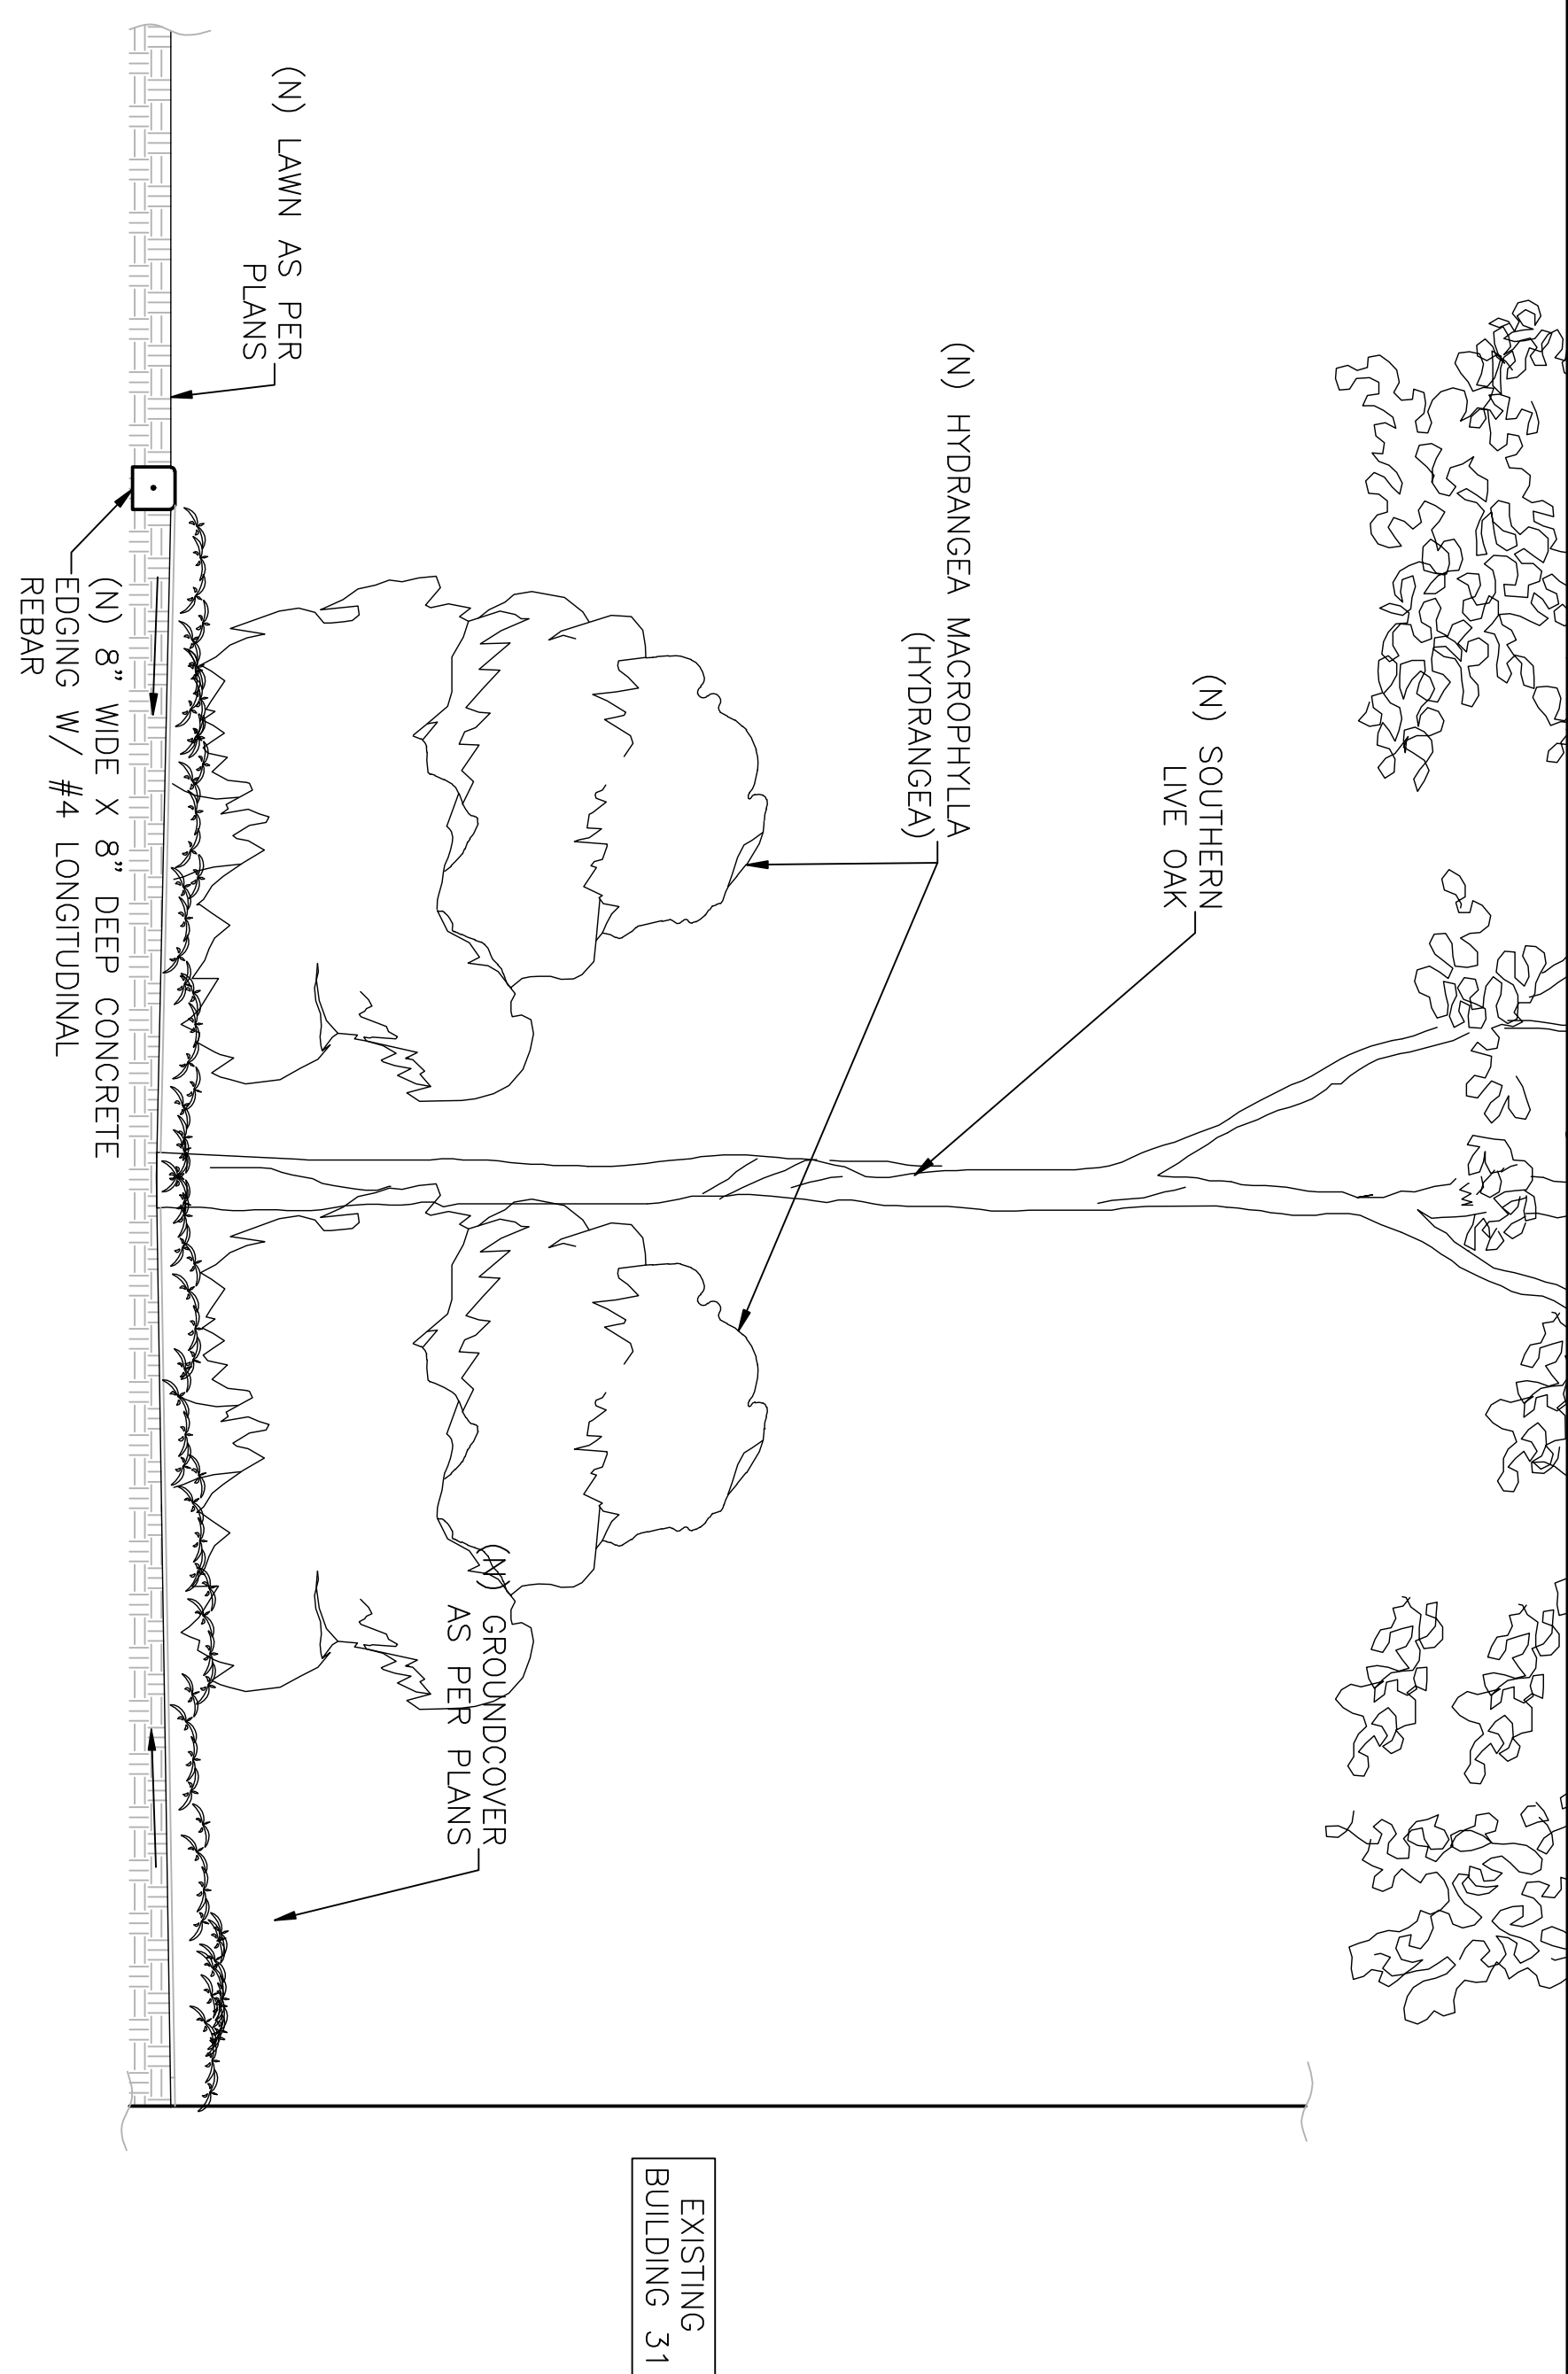 (N) SOUTHERN
LIVE OAK
(N) HYDRANGEA MACROPHYLLA
(HYDRANGEA)
EXISTING
BUILDING 31
(N) GROUNDCOVER
AS PER PLANS
(N) LAWN AS PER
PLANS
(N) 8" WIDE X 8" DEEP CONCRETE
EDGING W/ #4 LONGITUDINAL
REBAR